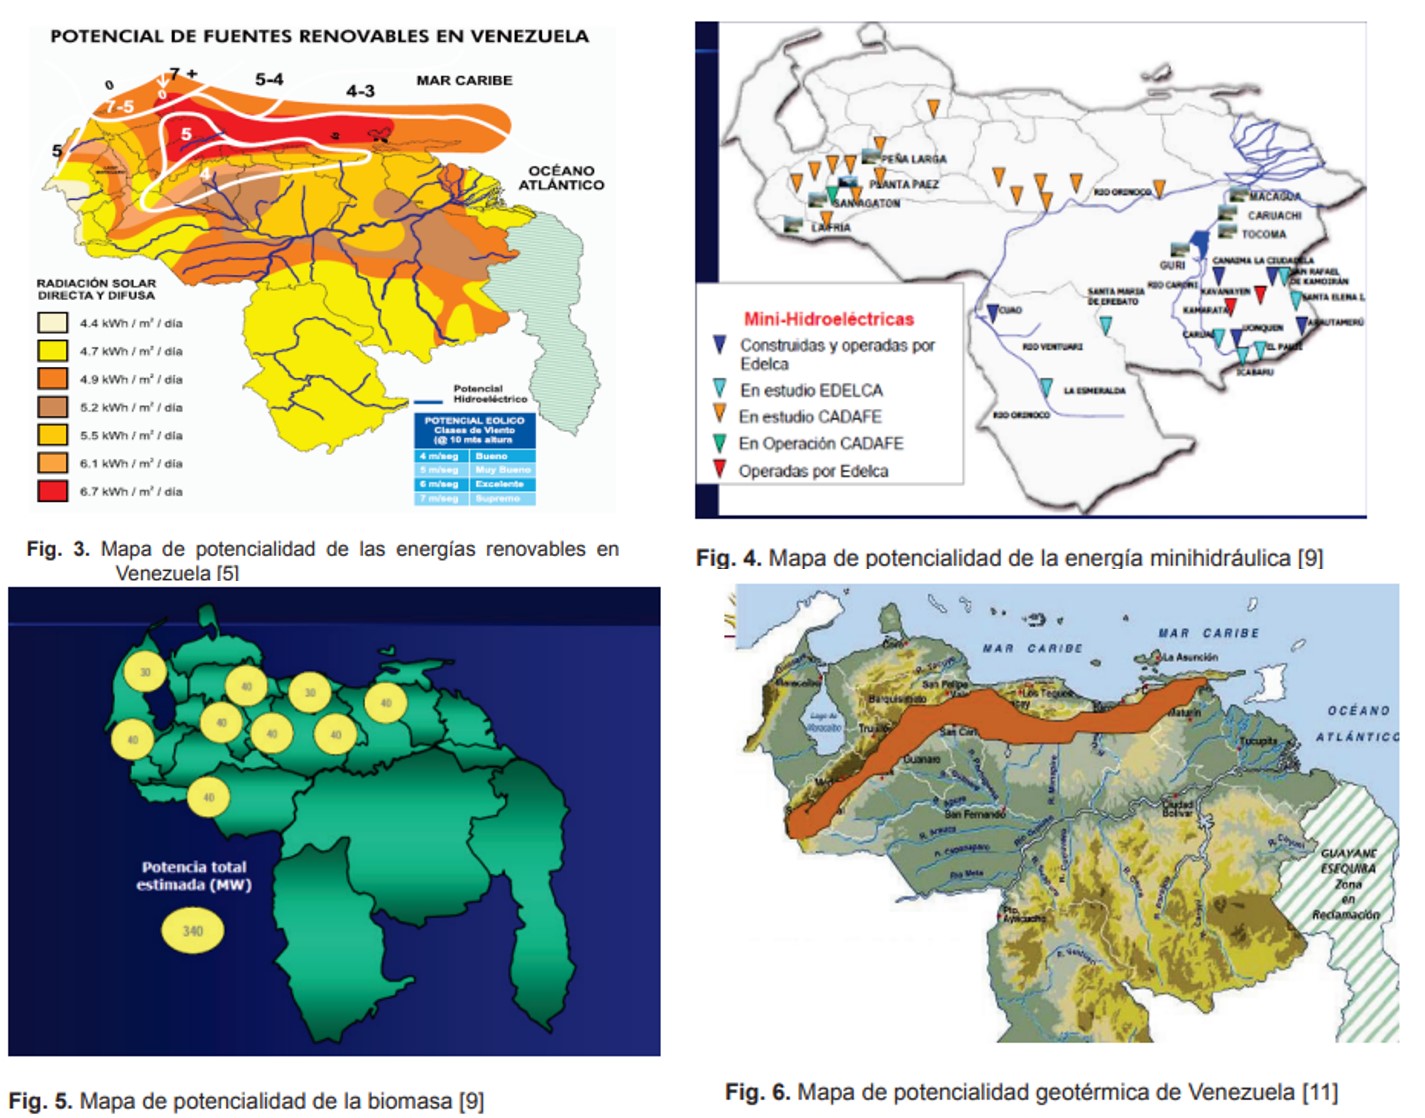 POTENCIAL DE FUENTES RENOVABLES EN VENEZUELA
0
7 +
5-4
4-3
MAR CARIBE
7-5
0
5
5
4
OCÉANO
ATLÁNTICO
RADIACIÓN SOLAR
DIRECTA Y DIFUSA
4.4 kWh / m² / día
4.7 kWh / m² / día
4.9 kWh / m² / día
5.2 kWh / m² / día
5.5 kWh / m² / día
6.1 kWh / m² / día
6.7 kWh / m² / día
Potencial
Hidroeléctrico
POTENCIAL EOLICO
Clases de Viento
(@ 10 mts altura
4 m/seg Bueno
5 m/seg Muy Bueno
6 m/seg Excelente
7 m/seg Supremo
Fig. 3. Mapa de potencialidad de las energías renovables en
Venezuela [5]
PEÑA LARGA
PLANTA PAEZ
SAN AGATON
LA FRIA
RIO ORINOCO
MACAGUA
CARUACHI
TOCOMA
GURI
CANAIMA LA CIUDADELA
SAN RAFAEL
DE KAMOIRÁN
RIO CARONI
KAVANAYEN
SANTA ELENA
KAMARATA
SANTA MARIA
DE EREBATO
CUAO
ARAUTAMERÚ
UONQUEN
EL PAUJI
ICABARU
RIO VENTUARI
LA ESMERALDA
RIO ORINOCO
Mini-Hidroeléctricas
Construidas y operadas por
Edelca
En estudio EDELCA
En estudio CADAFE
En Operación CADAFE
Operadas por Edelca
Fig. 4. Mapa de potencialidad de la energía minihidráulica [9]
30
40
30
40
40
40
40
40
40
Potencia total
estimada (MW)
340
Fig. 5. Mapa de potencialidad de la biomasa [9]
MAR CARIBE
MAR CARIBE
La Asunción
Coro
Maracaibo
R. Tocuyo
San Felipe
Barquisimeto
Los Teques
Lago de
Maracaibo
San Carl
Guanaro
Maturín
Tucupita
OCÉANO
ATLÁNTICO
R. Apure
San Fernando
R. Arauca
R. Capanaparo
Río Meta
Río Orinoco
Ciudad
Bolívar
R. Cuyuni
Pto.
Ayacucho
GUAYANE
ESEQUIBA
Zona
en
Reclamación
Fig. 6. Mapa de potencialidad geotérmica de Venezuela [11]